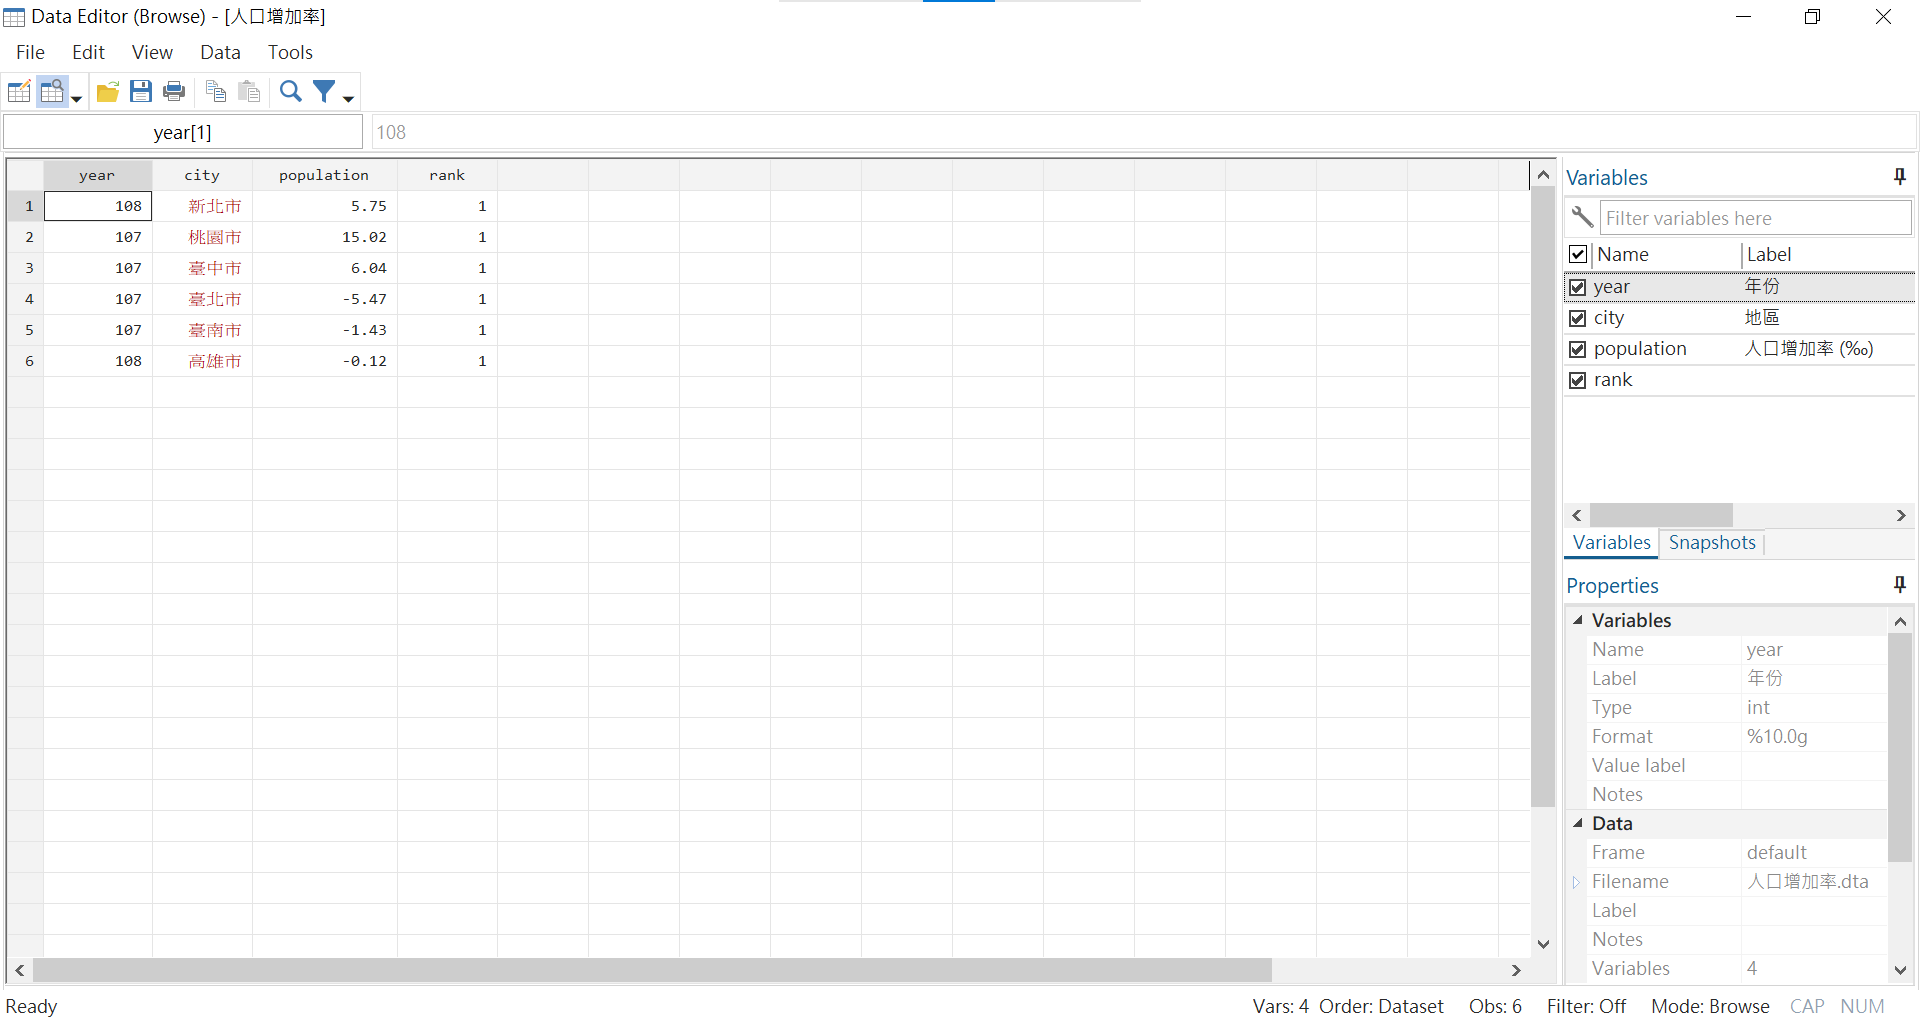 Data Editor (Browse) - [人口增加率]
File Edit View Data Tools
year[1] 108
year city population rank
1 108 新北市 5.75 1
2 107 桃園市 15.02 1
3 107 臺中市 6.04 1
4 107 臺北市 -5.47 1
5 107 臺南市 -1.43 1
6 108 高雄市 -0.12 1
Variables
Filter variables here
Name Label
year 年份
city 地區
population 人口增加率 (‰)
rank
Variables Snapshots
Properties
Variables
Name year
Label 年份
Type int
Format %10.0g
Value label
Notes
Data
Frame default
Filename 人口增加率.dta
Label
Notes
Variables 4
Ready Vars: 4 Order: Dataset Obs: 6 Filter: Off Mode: Browse CAP NUM